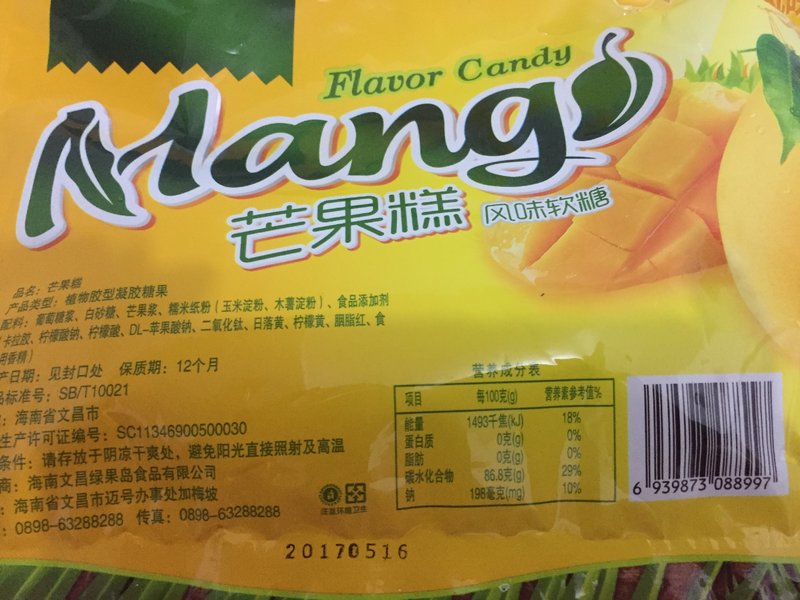 Flavor Candy
Mango
芒果糕 风味软糖
品名：芒果糕
产品类型：植物胶型凝胶糖果
配料：葡萄糖浆、白砂糖、芒果浆、糯米纸粉（玉米淀粉、木薯淀粉）、食品添加剂
（卡拉胶、柠檬酸钠、柠檬酸、DL-苹果酸钠、二氧化钛、日落黄、柠檬黄、胭脂红、食
用香精）
产日期：见封口处 保质期：12个月
品标准号：SB/T10021
：海南省文昌市
生产许可证编号：SC11346900500030
条件：请存放于阴凉干爽处，避免阳光直接照射及高温
商：海南文昌绿果岛食品有限公司
：海南省文昌市迈号办事处加梅坡
：0898-63288288 传真：0898-63288288
注意环境卫生
营养成分表
项目 每100克(g) 营养素参考值%
能量 1493千焦(kJ) 18%
蛋白质 0克(g) 0%
脂肪 0克(g) 0%
碳水化合物 86.8克(g) 29%
钠 198毫克(mg) 10%
6 939873 088997
20170516